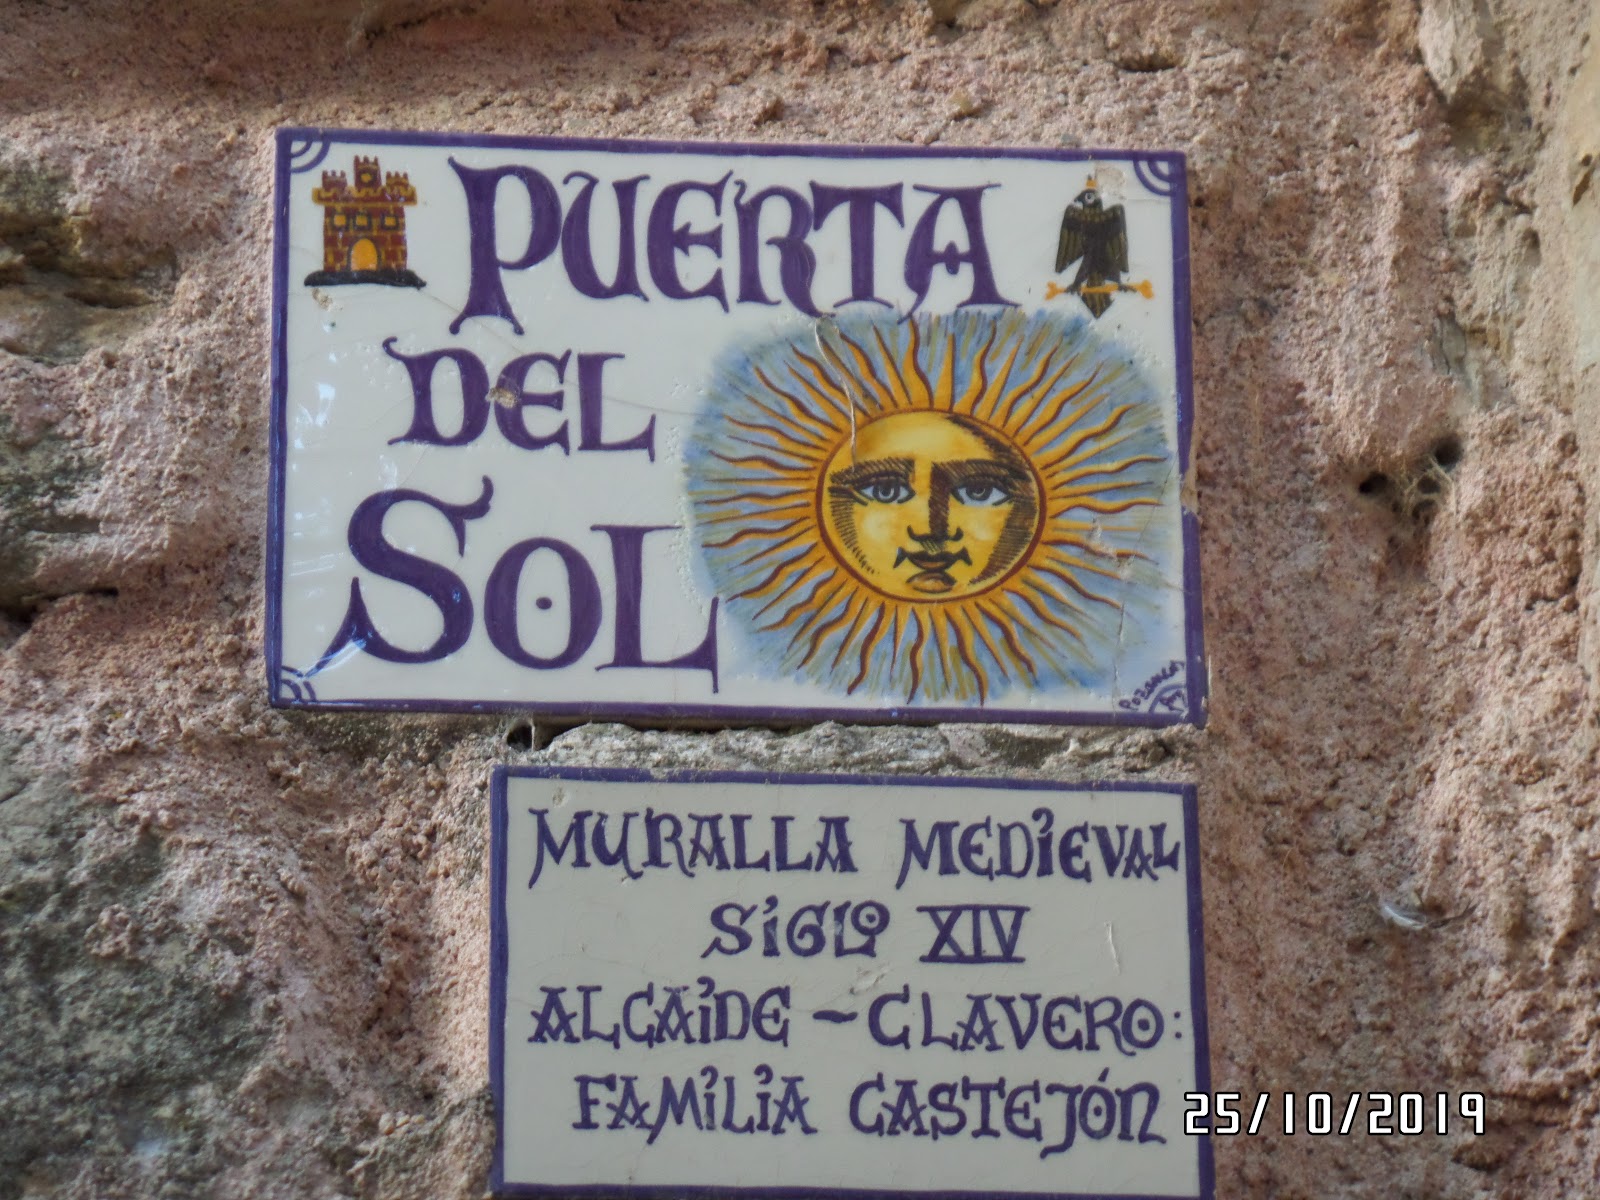 PUERTA
DEL
SOL
MURALLA MEDIEVAL
SIGLO XIV
ALCAIDE - CLAVERO:
FAMILIA CASTEJÓN
25/10/2019